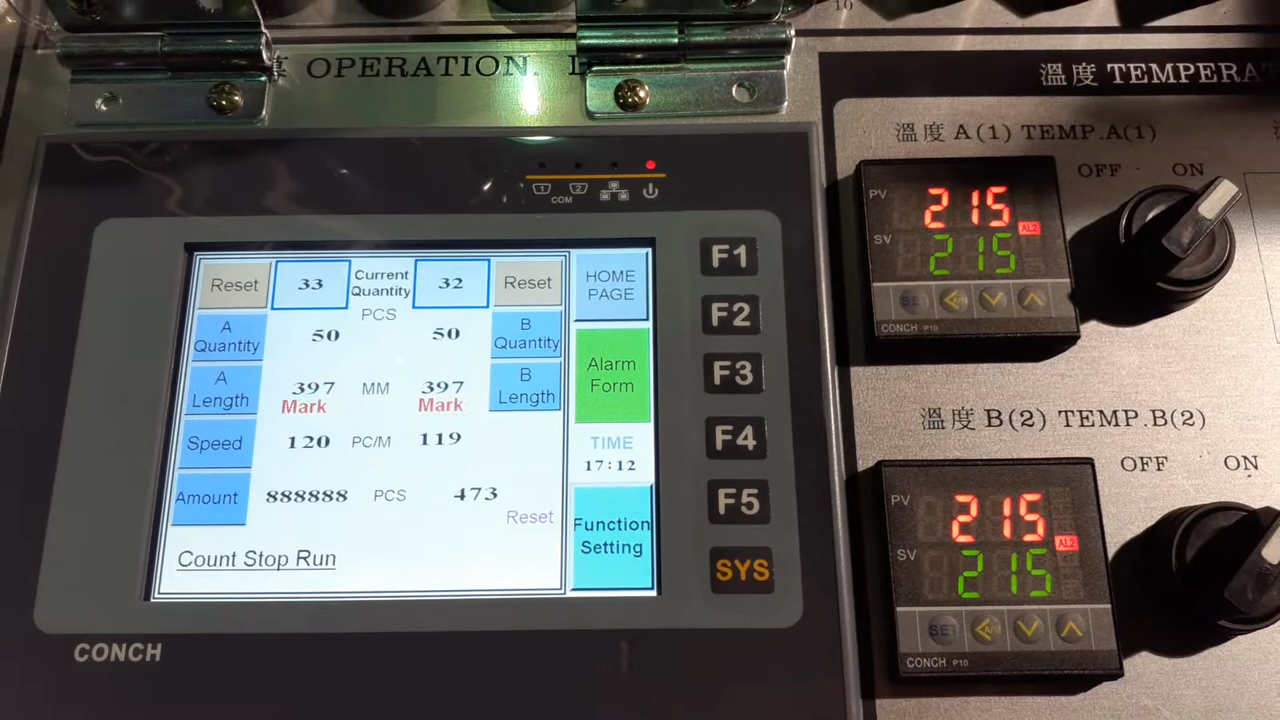 OPERATION.
10
溫度 TEMPERA
溫度 A(1) TEMP.A(1)
OFF ON
1 2
COM
PV 215
AL2
SV 215
SET A/M
CONCH P10
Reset 33 Current Quantity 32 Reset
PCS
A Quantity 50 50 B Quantity
A Length 397 MM 397 B Length
Mark Mark
Speed 120 PC/M 119
Amount 888888 PCS 473
Reset
Count Stop Run
HOME PAGE
Alarm Form
TIME
17:12
Function Setting
F1
F2
F3
F4
F5
SYS
CONCH
溫度 B(2) TEMP.B(2)
OFF ON
PV 215
AL2
SV 215
SET A/M
CONCH P10